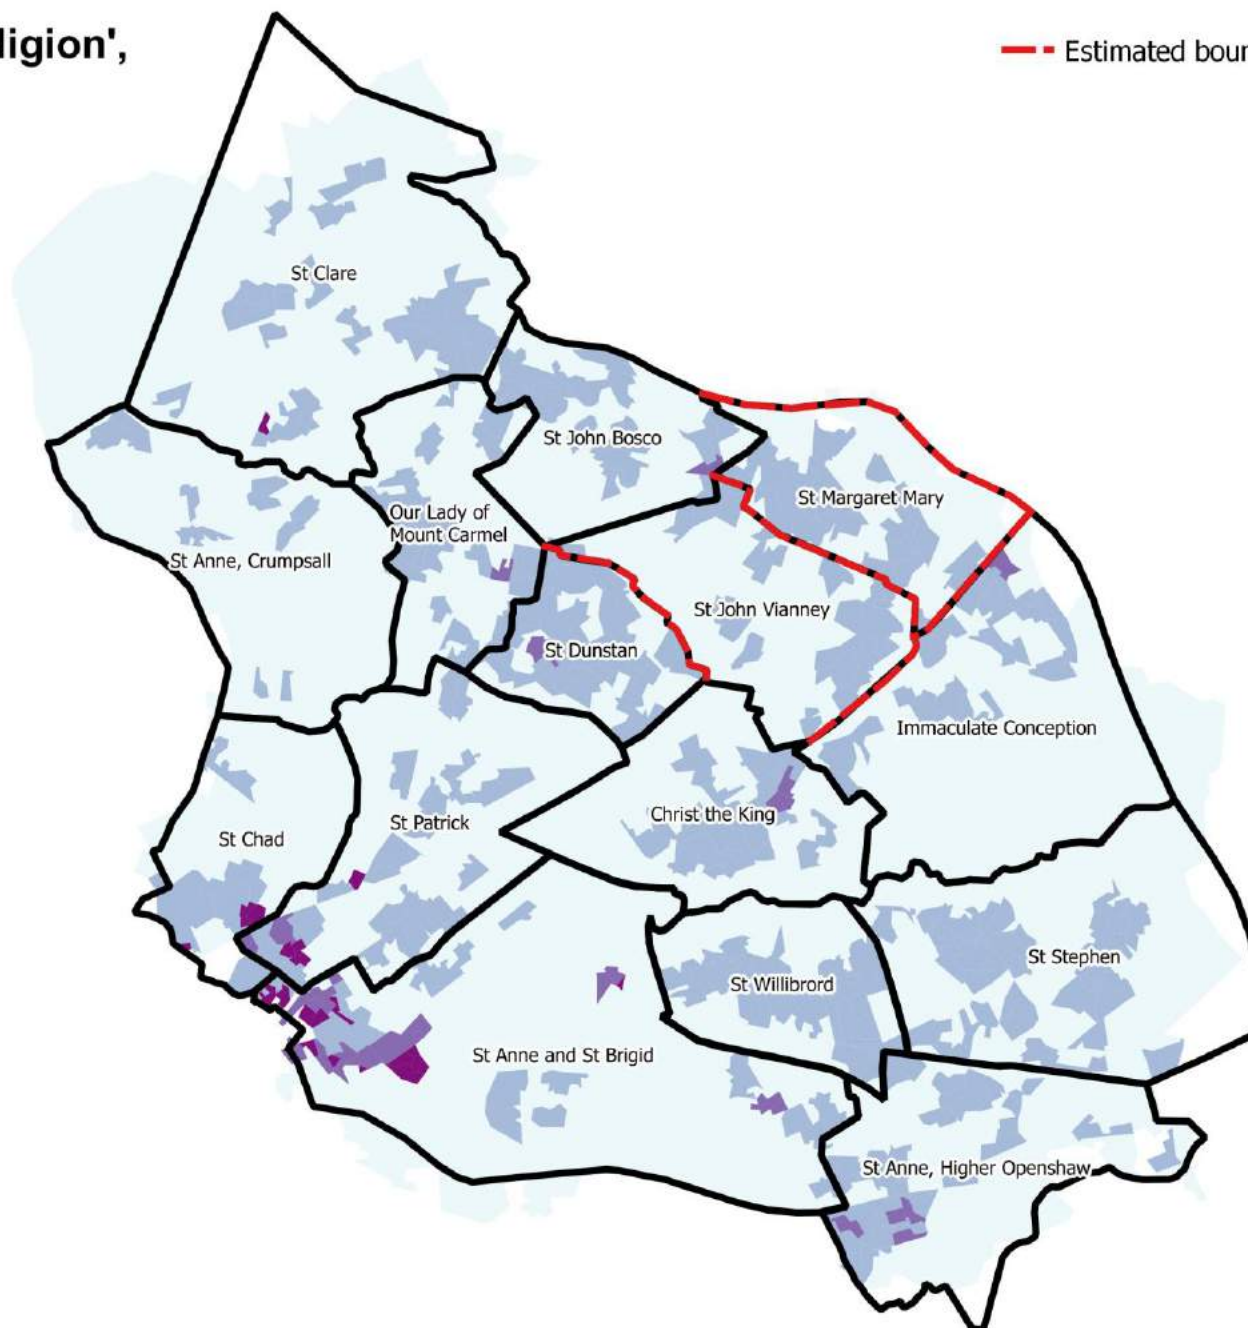 ligion',
Estimated boun
St Clare
St John Bosco
St Margaret Mary
Our Lady of
Mount Carmel
St Anne, Crumpsall
St John Vianney
St Dunstan
Immaculate Conception
Christ the King
St Patrick
St Chad
St Stephen
St Willibrord
St Anne and St Brigid
St Anne, Higher Openshaw